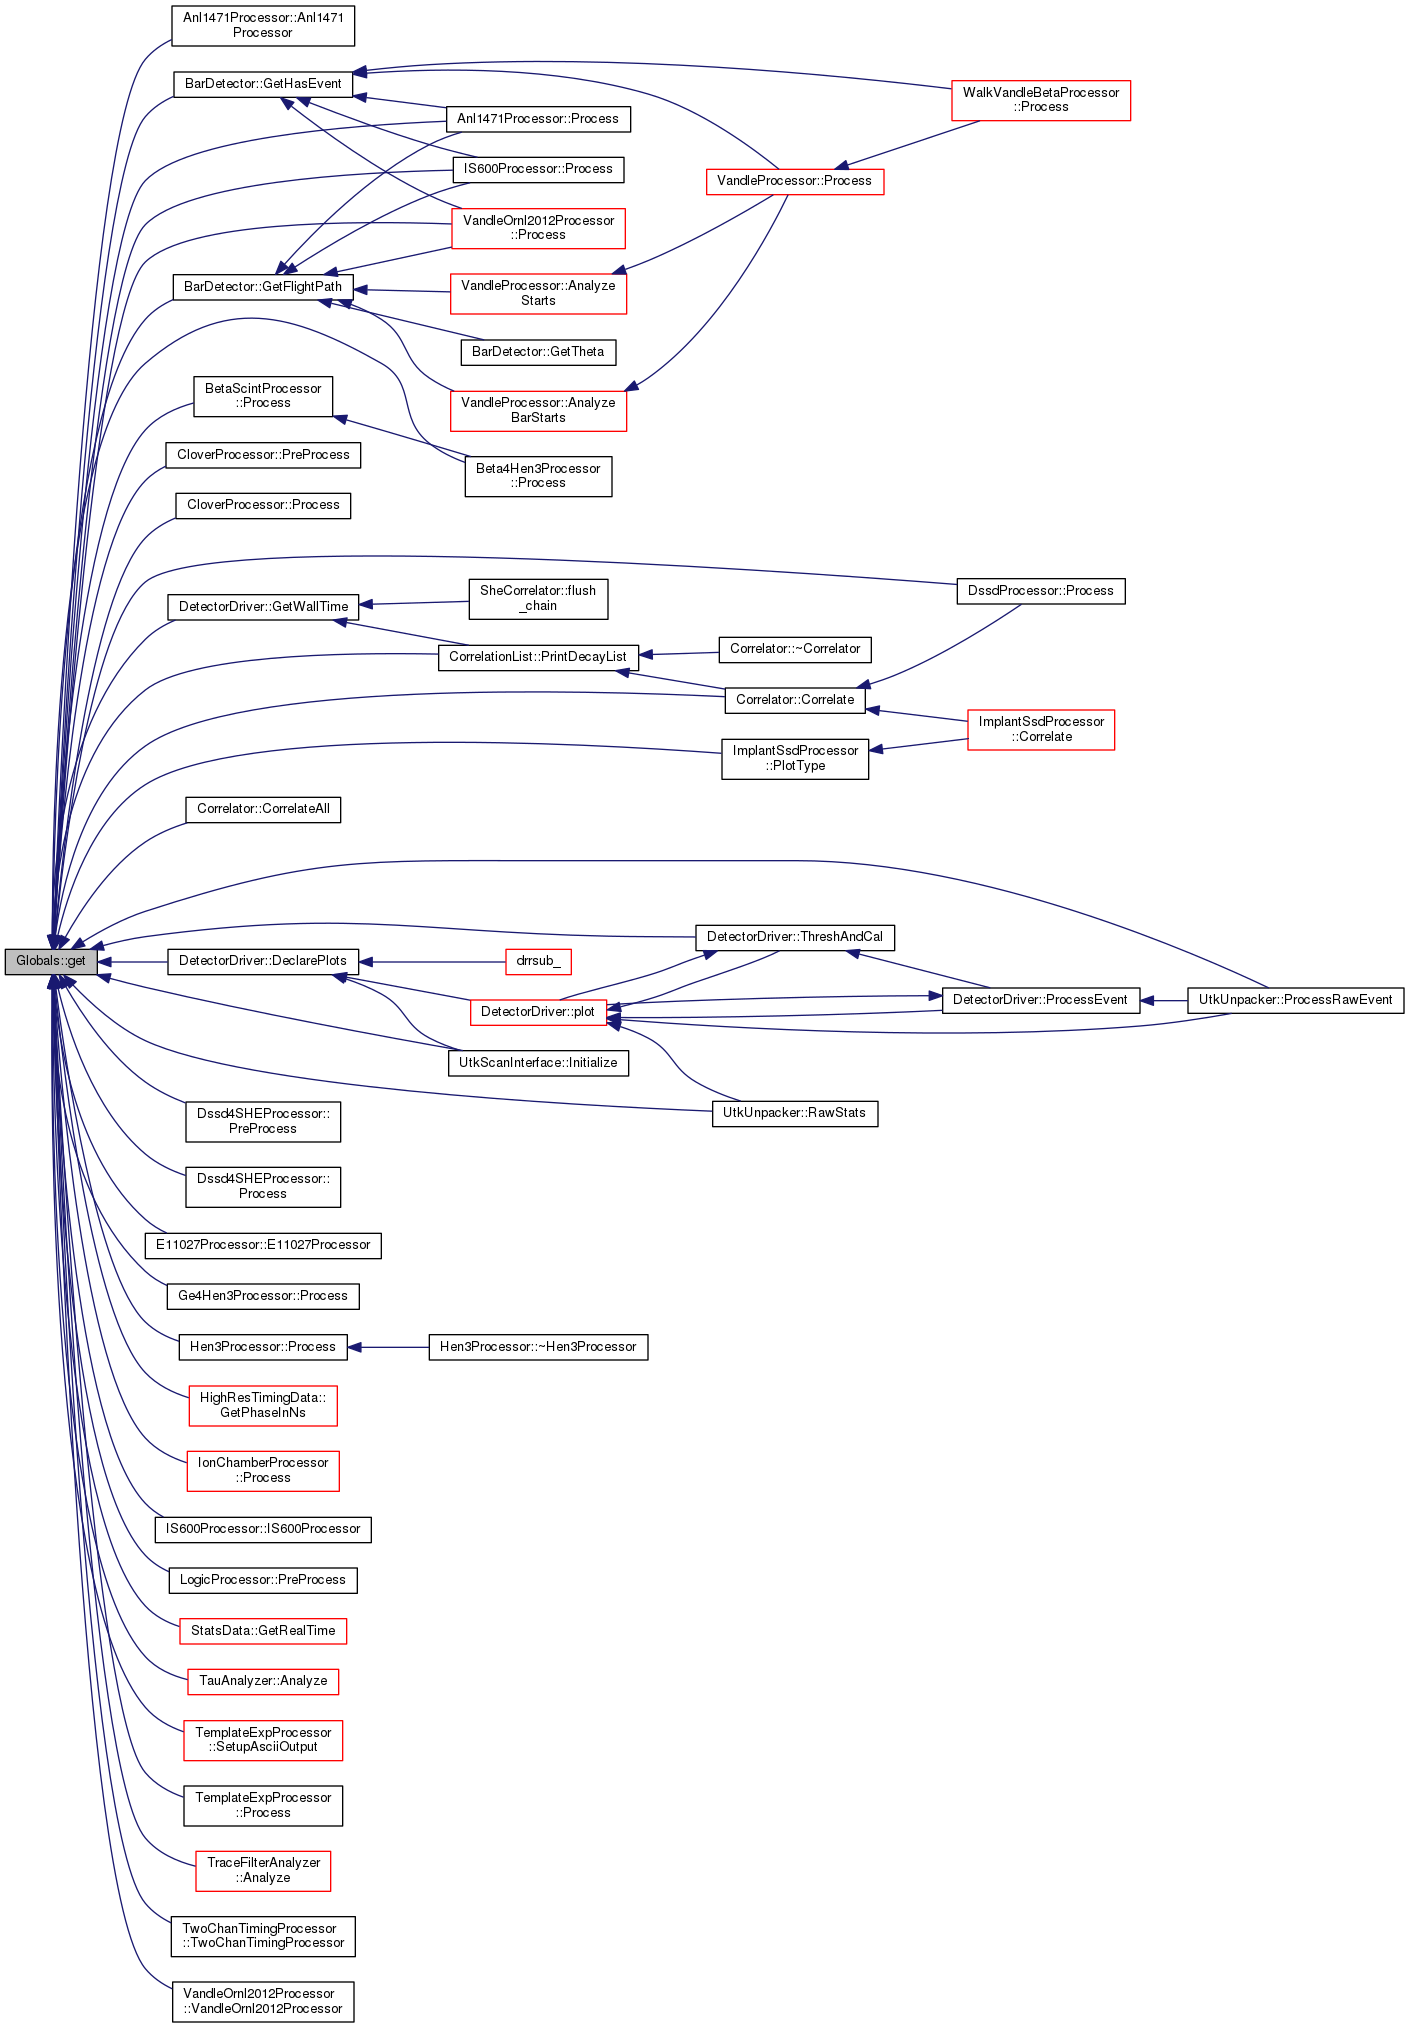 Anl1471Processor::Anl1471
Processor
BarDetector::GetHasEvent
WalkVandleBetaProcessor
::Process
Anl1471Processor::Process
IS600Processor::Process
VandleProcessor::Process
VandleOrnl2012Processor
::Process
BarDetector::GetFlightPath
VandleProcessor::Analyze
Starts
BarDetector::GetTheta
BetaScintProcessor
::Process
VandleProcessor::Analyze
BarStarts
CloverProcessor::PreProcess
Beta4Hen3Processor
::Process
CloverProcessor::Process
DssdProcessor::Process
SheCorrelator::flush
_chain
DetectorDriver::GetWallTime
CorrelationList::PrintDecayList
Correlator::~Correlator
Correlator::Correlate
ImplantSsdProcessor
::Correlate
ImplantSsdProcessor
::PlotType
Correlator::CorrelateAll
Globals::get
DetectorDriver::ThreshAndCal
DetectorDriver::DeclarePlots
drrsub_
DetectorDriver::plot
DetectorDriver::ProcessEvent
UtkUnpacker::ProcessRawEvent
UtkScanInterface::Initialize
UtkUnpacker::RawStats
Dssd4SHEProcessor::
PreProcess
Dssd4SHEProcessor::
Process
E11027Processor::E11027Processor
Ge4Hen3Processor::Process
Hen3Processor::Process
Hen3Processor::~Hen3Processor
HighResTimingData::
GetPhaseInNs
IonChamberProcessor
::Process
IS600Processor::IS600Processor
LogicProcessor::PreProcess
StatsData::GetRealTime
TauAnalyzer::Analyze
TemplateExpProcessor
::SetupAsciiOutput
TemplateExpProcessor
::Process
TraceFilterAnalyzer
::Analyze
TwoChanTimingProcessor
::TwoChanTimingProcessor
VandleOrnl2012Processor
::VandleOrnl2012Processor